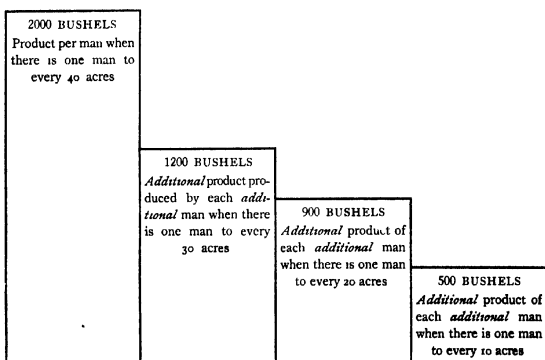 2000 BUSHELS
Product per man when
there is one man to
every 40 acres
1200 BUSHELS
Additional product pro-
duced by each addi-
tional man when there
is one man to every
30 acres
900 BUSHELS
Additional product of
each additional man
when there is one man
to every 20 acres
500 BUSHELS
Additional product of
each additional man
when there is one man
to every 10 acres